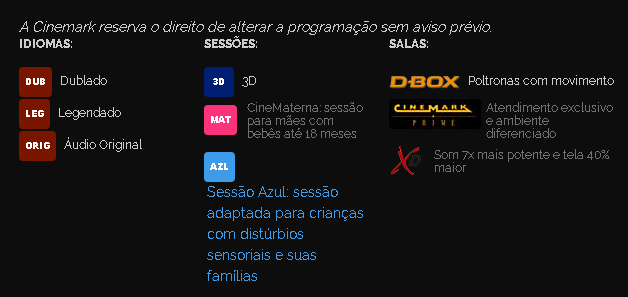 A Cinemark reserva o direito de alterar a programação sem aviso prévio.
IDIOMAS:
DUB Dublado
LEG Legendado
ORIG Áudio Original
SESSÕES:
3D 3D
MAT CineMaterna: sessão
para mães com
bebês até 18 meses
AZL
Sessão Azul: sessão
adaptada para crianças
com distúrbios
sensoriais e suas
famílias
SALAS:
D-BOX Poltronas com movimento
CINEMARK
PRIME
Atendimento exclusivo
e ambiente
diferenciado
XD
Som 7x mais potente e tela 40%
maior